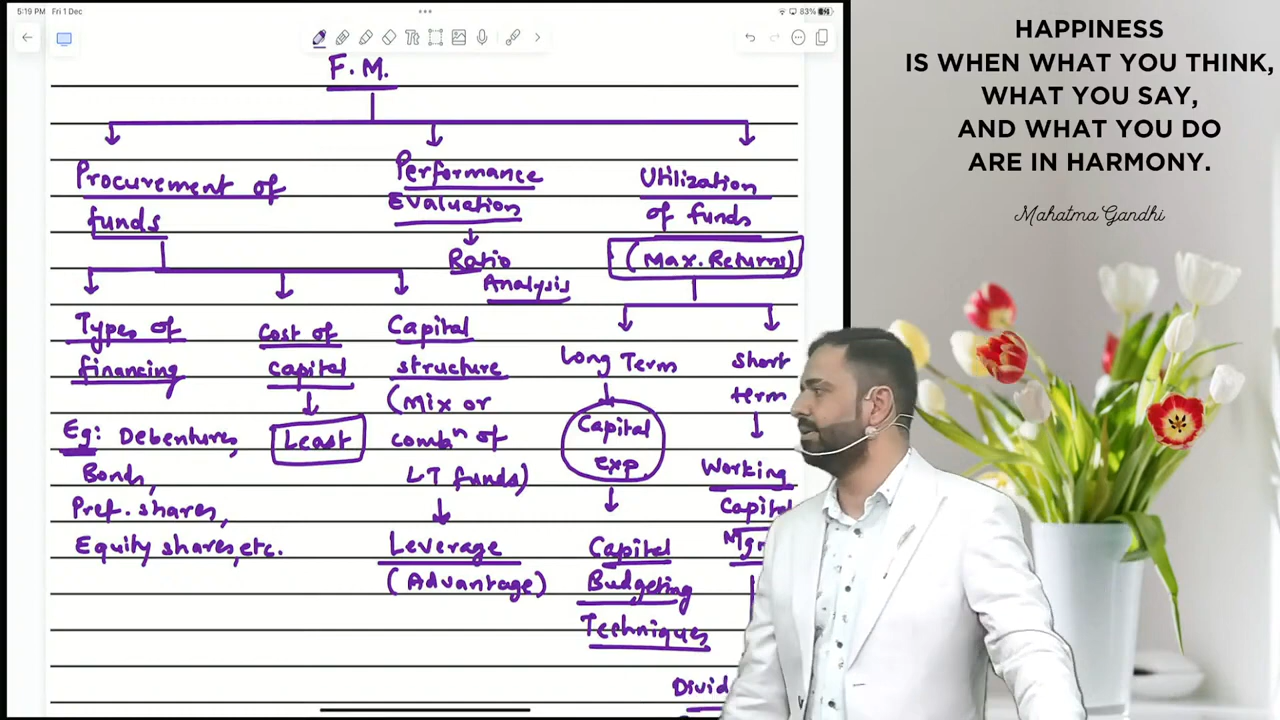 5:19 PM Fri 1 Dec
83%
F.M.
Procurement of
funds
Performance
Evaluation
Utilization
of funds
(Max. Returns)
Ratio
Analysis
Types of
financing
Cost of
capital
Capital
structure
(Mix or
combⁿ of
LT funds)
Long Term
Short
term
Eg: Debentures,
Bonds,
Pref. shares,
Equity shares, etc.
Least
Leverage
(Advantage)
Capital
exp.
Capital
Budgeting
Techniques
Working
Capital
Mgm
Divid
HAPPINESS
IS WHEN WHAT YOU THINK,
WHAT YOU SAY,
AND WHAT YOU DO
ARE IN HARMONY.
Mahatma Gandhi